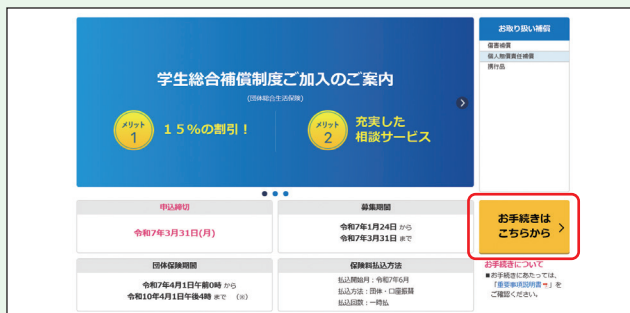 学生総合補償制度ご加入のご案内
(団体総合生活保険)
メリット
1
15%の割引！
メリット
2
充実した
相談サービス
お取り扱い補償
傷害補償
個人賠償責任補償
携行品
申込締切
令和7年3月31日(月)
募集期間
令和7年1月24日 から
令和7年3月31日 まで
お手続きは
こちらから
団体保険期間
令和7年4月1日午前0時 から
令和10年4月1日午後4時 まで (※)
保険料払込方法
払込開始月：令和7年6月
払込方法：団体・口座振替
払込回数：一時払
お手続きについて
■お手続きにあたっては、
「重要事項説明書」を
ご確認ください。